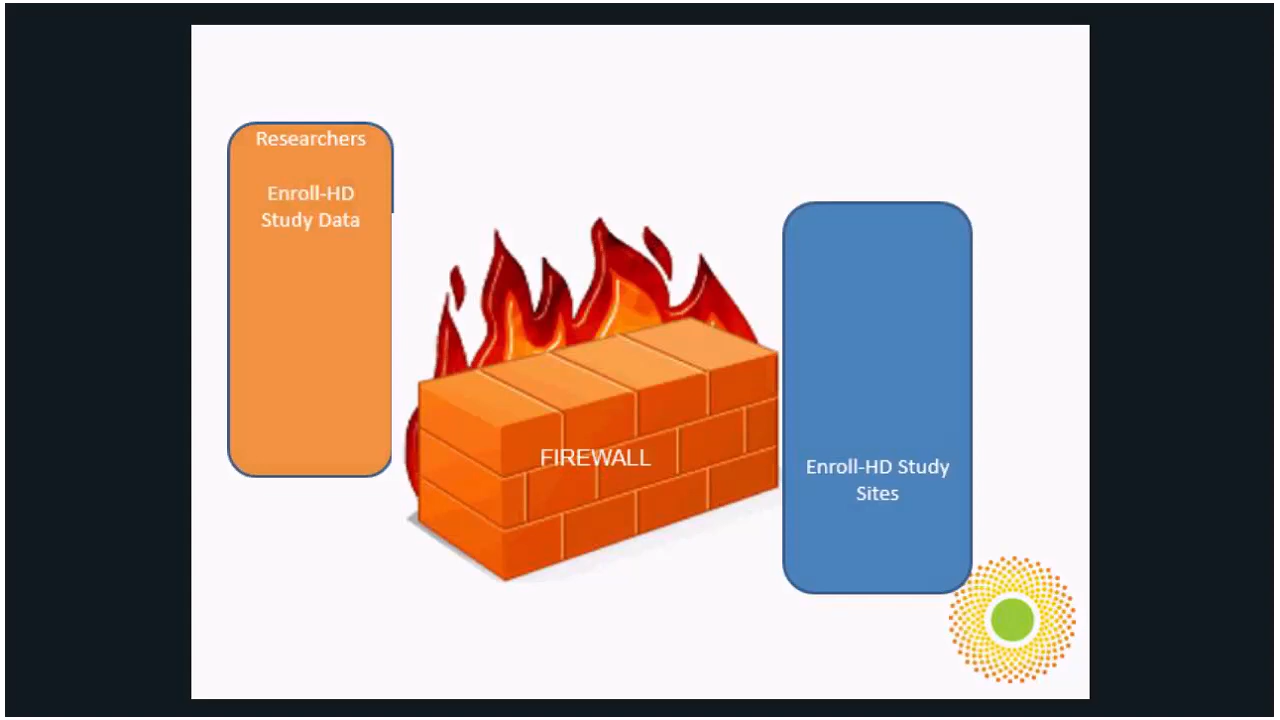 Researchers
Enroll-HD
Study Data
FIREWALL
Enroll-HD Study
Sites